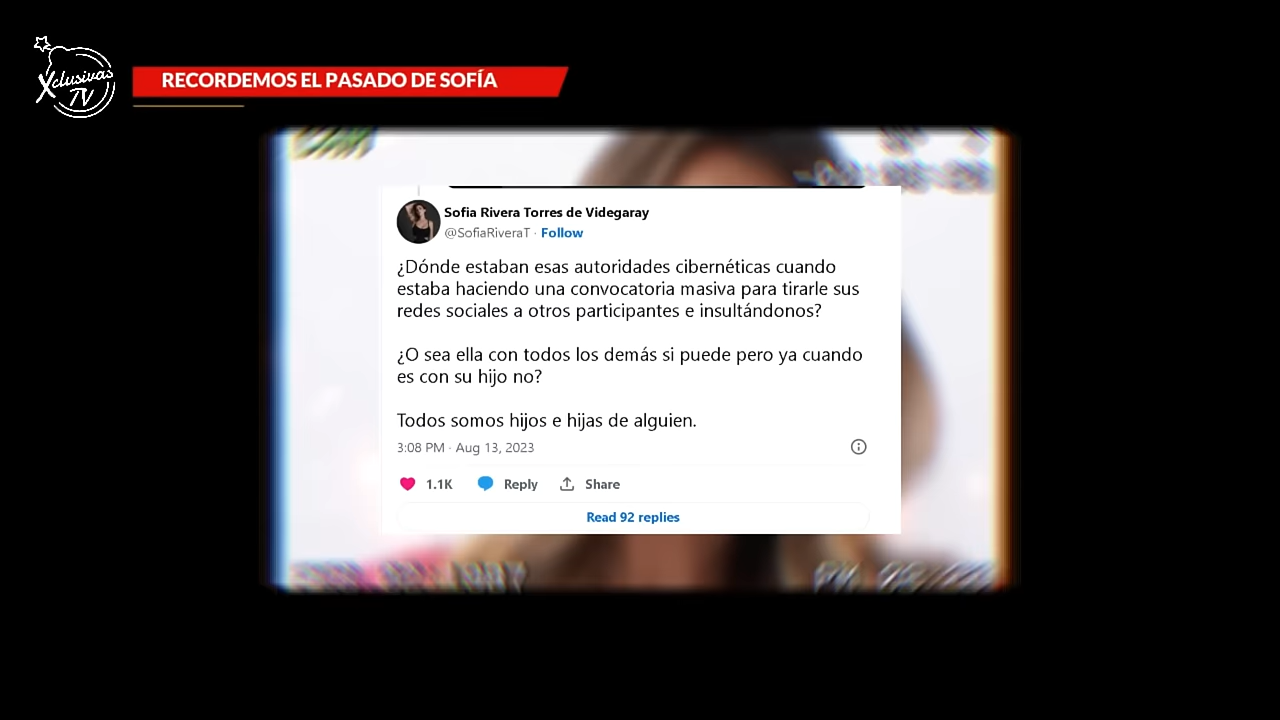 Xclusivas
TV
RECORDEMOS EL PASADO DE SOFÍA
Sofia Rivera Torres de Videgaray
@SofiaRiveraT · Follow
¿Dónde estaban esas autoridades cibernéticas cuando
estaba haciendo una convocatoria masiva para tirarle sus
redes sociales a otros participantes e insultándonos?
¿O sea ella con todos los demás si puede pero ya cuando
es con su hijo no?
Todos somos hijos e hijas de alguien.
3:08 PM · Aug 13, 2023
1.1K Reply Share
Read 92 replies